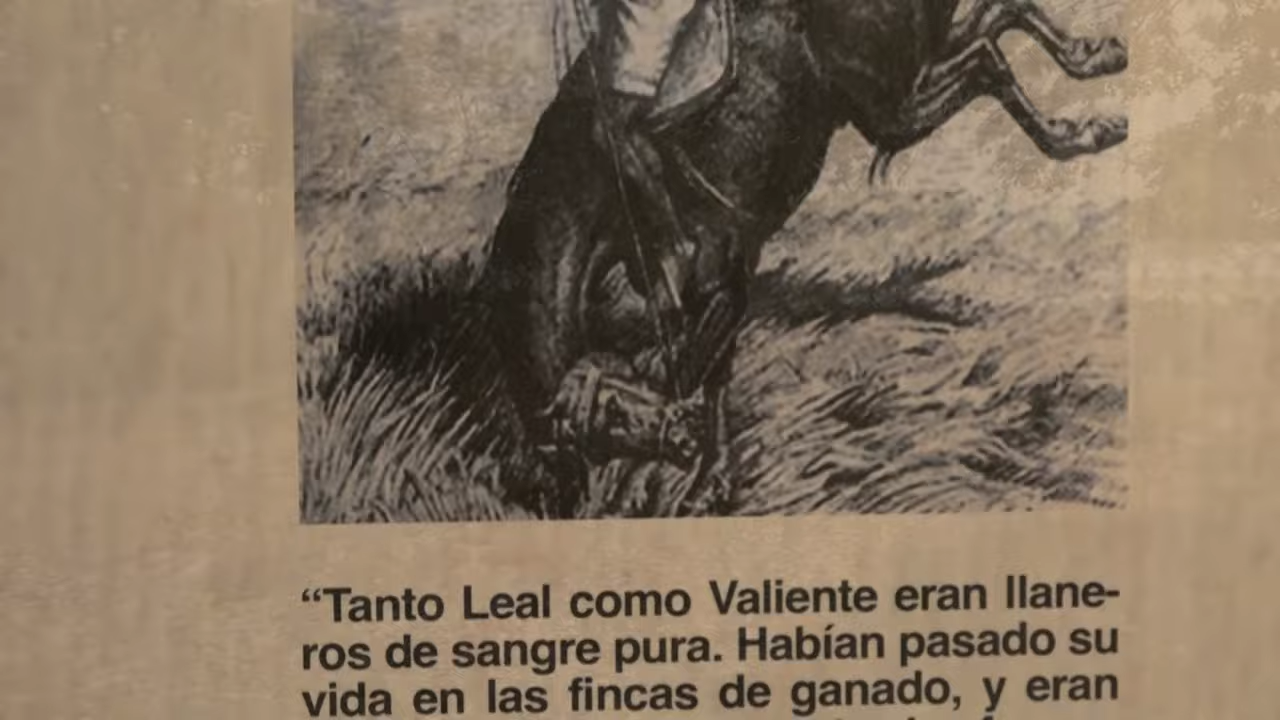 “Tanto Leal como Valiente eran llane-
ros de sangre pura. Habían pasado su
vida en las fincas de ganado, y eran